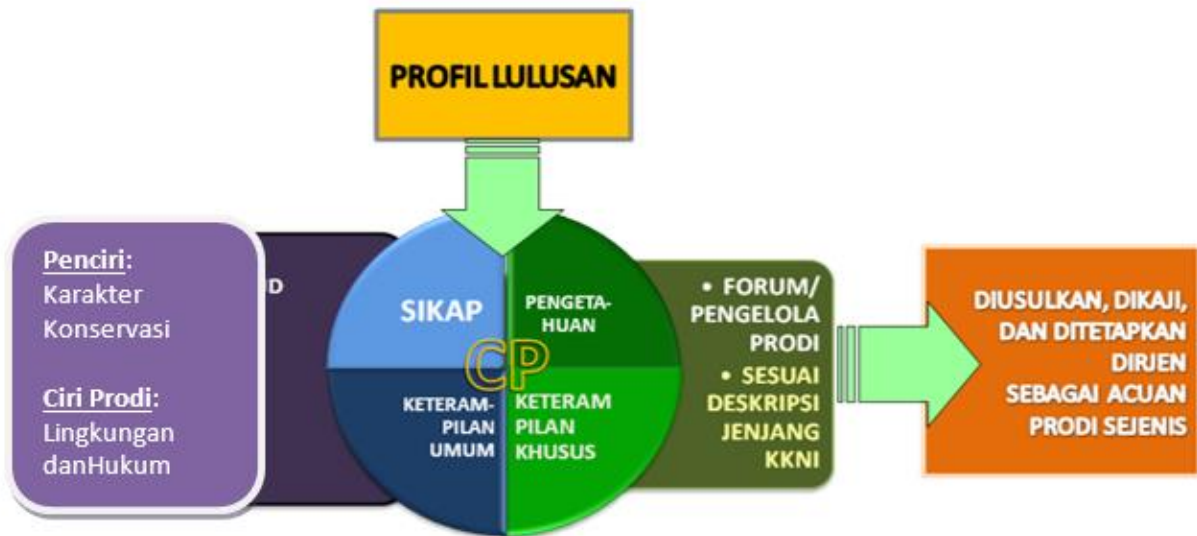 PROFIL LULUSAN
Penciri:
Karakter
Konservasi
Ciri Prodi:
Lingkungan
danHukum
SIKAP
PENGETA-
HUAN
CP
KETERAM-
PILAN
UMUM
KETERAM
PILAN
KHUSUS
• FORUM/
PENGELOLA
PRODI
• SESUAI
DESKRIPSI
JENJANG
KKNI
DIUSULKAN, DIKAJI,
DAN DITETAPKAN
DIRJEN
SEBAGAI ACUAN
PRODI SEJENIS